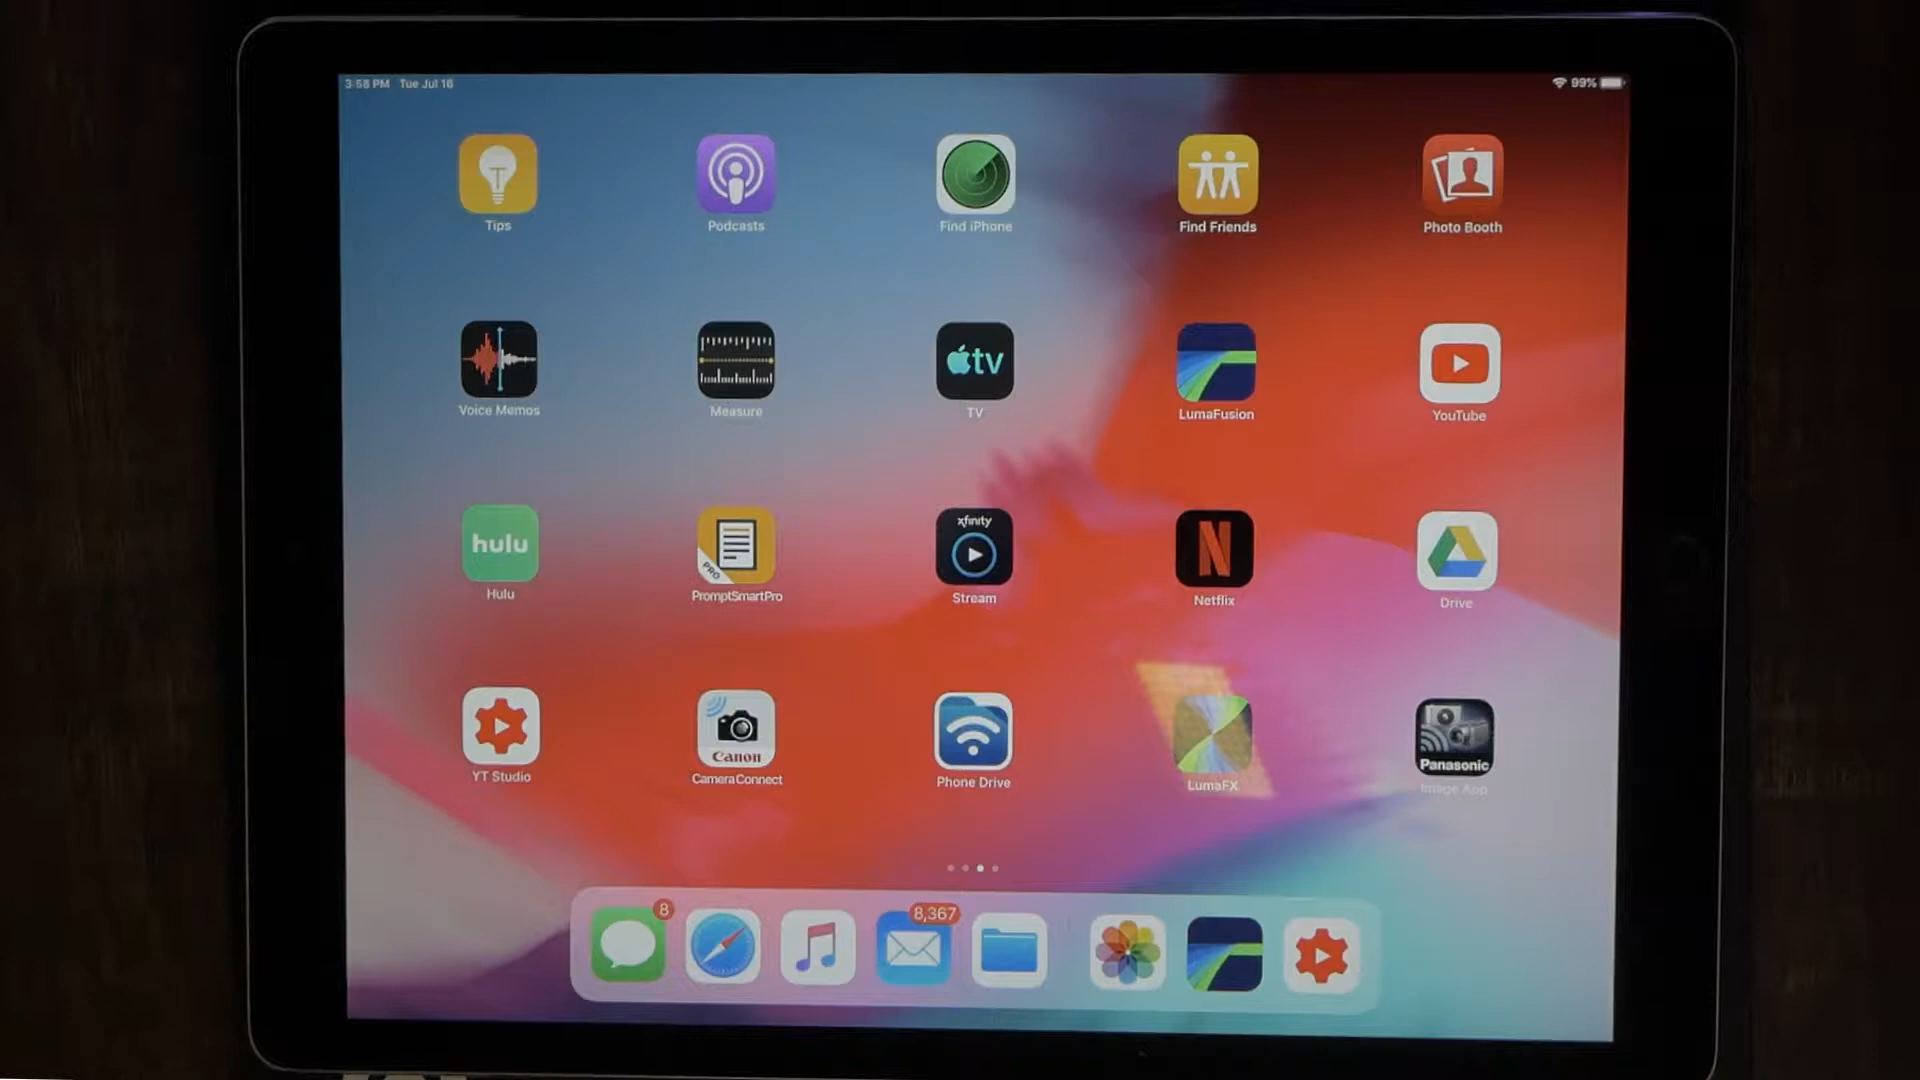 3:58 PM Tue Jul 16
99%
Tips
Podcasts
Find iPhone
Find Friends
Photo Booth
tv
Voice Memos
Measure
TV
LumaFusion
YouTube
hulu
PRO
xfinity
N
Hulu
PromptSmartPro
Stream
Netflix
Drive
Canon
Panasonic
YT Studio
CameraConnect
Phone Drive
LumaFX
Image App
8
8,367